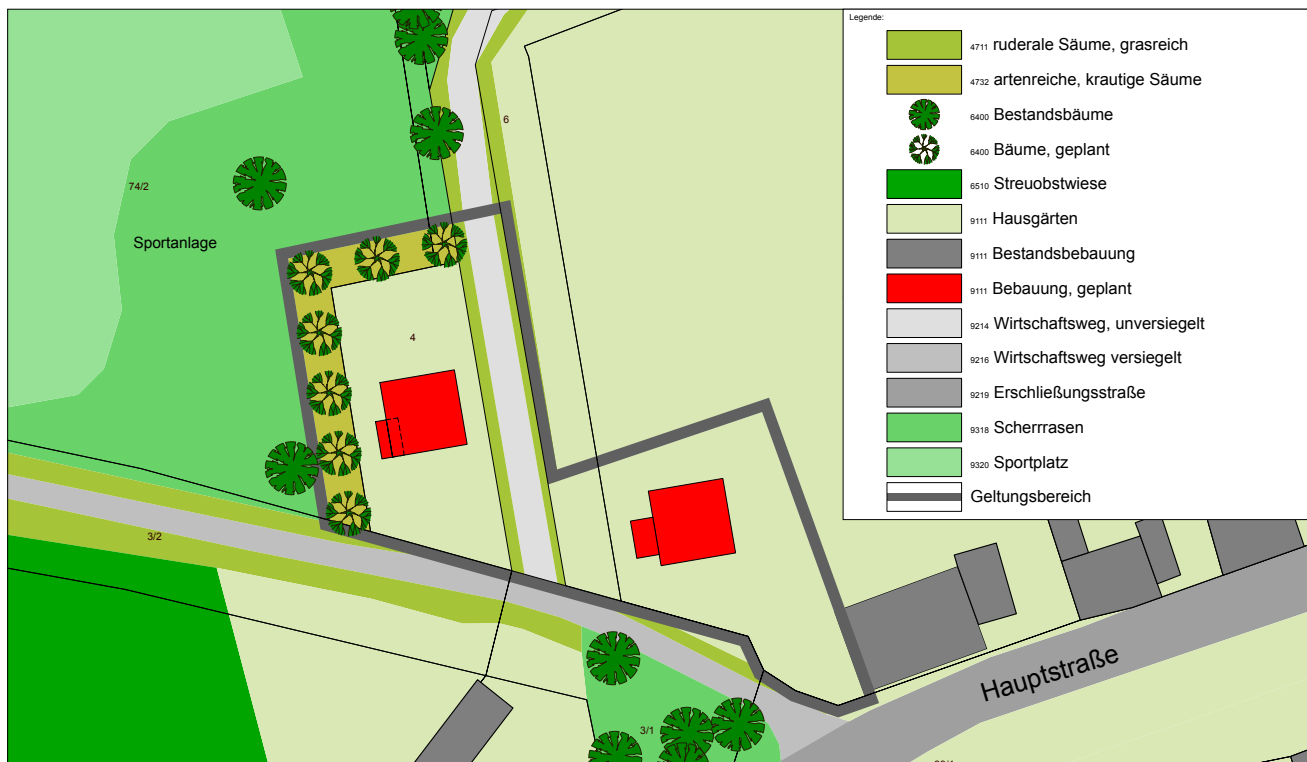 Legende:
4711 ruderale Säume, grasreich
4732 artenreiche, krautige Säume
6400 Bestandsbäume
6400 Bäume, geplant
6510 Streuobstwiese
9111 Hausgärten
9111 Bestandsbebauung
9111 Bebauung, geplant
9214 Wirtschaftsweg, unversiegelt
9216 Wirtschaftsweg versiegelt
9219 Erschließungsstraße
9318 Scherrrasen
9320 Sportplatz
Geltungsbereich
6
74/2
Sportanlage
4
3/2
Hauptstraße
3/1